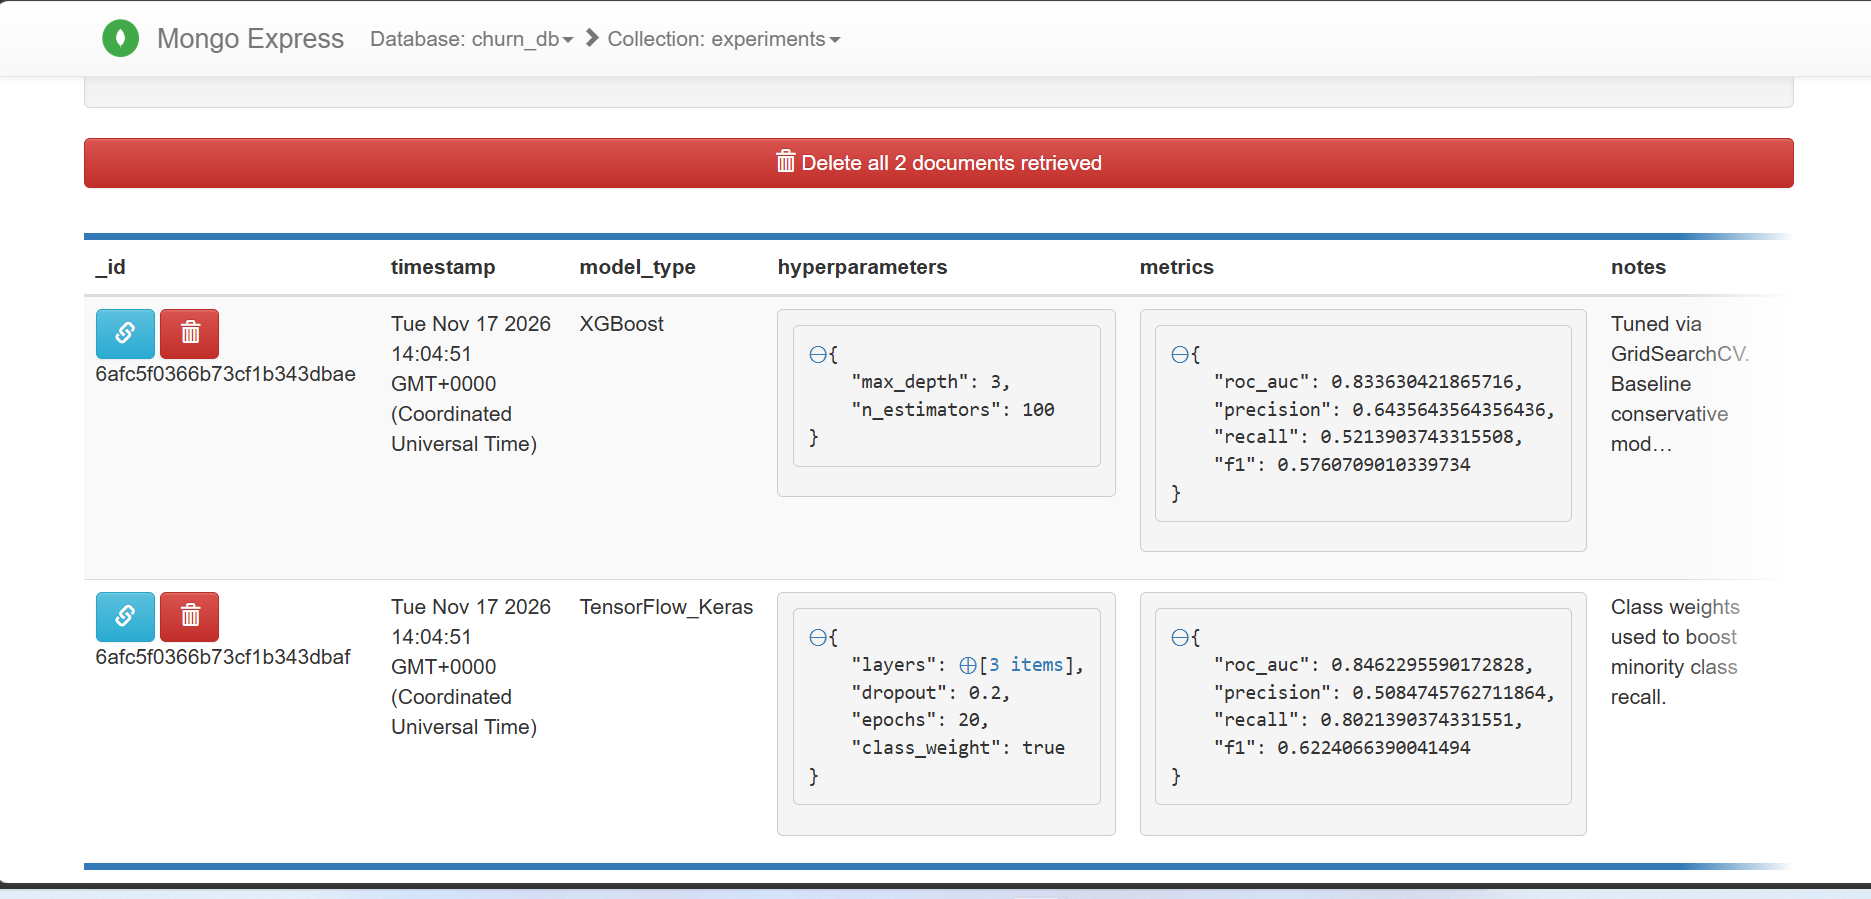 Mongo Express Database: churn_db Collection: experiments
Delete all 2 documents retrieved
_id timestamp model_type hyperparameters metrics notes
6afc5f0366b73cf1b343dbae
Tue Nov 17 2026
14:04:51
GMT+0000
(Coordinated
Universal Time)
XGBoost
{
"max_depth": 3,
"n_estimators": 100
}
{
"roc_auc": 0.833630421865716,
"precision": 0.6435643564356436,
"recall": 0.5213903743315508,
"f1": 0.5760709010339734
}
Tuned via
GridSearchCV.
Baseline
conservative
mod…
6afc5f0366b73cf1b343dbaf
Tue Nov 17 2026
14:04:51
GMT+0000
(Coordinated
Universal Time)
TensorFlow_Keras
{
"layers": [3 items],
"dropout": 0.2,
"epochs": 20,
"class_weight": true
}
{
"roc_auc": 0.8462295590172828,
"precision": 0.5084745762711864,
"recall": 0.8021390374331551,
"f1": 0.6224066390041494
}
Class weights
used to boost
minority class
recall.